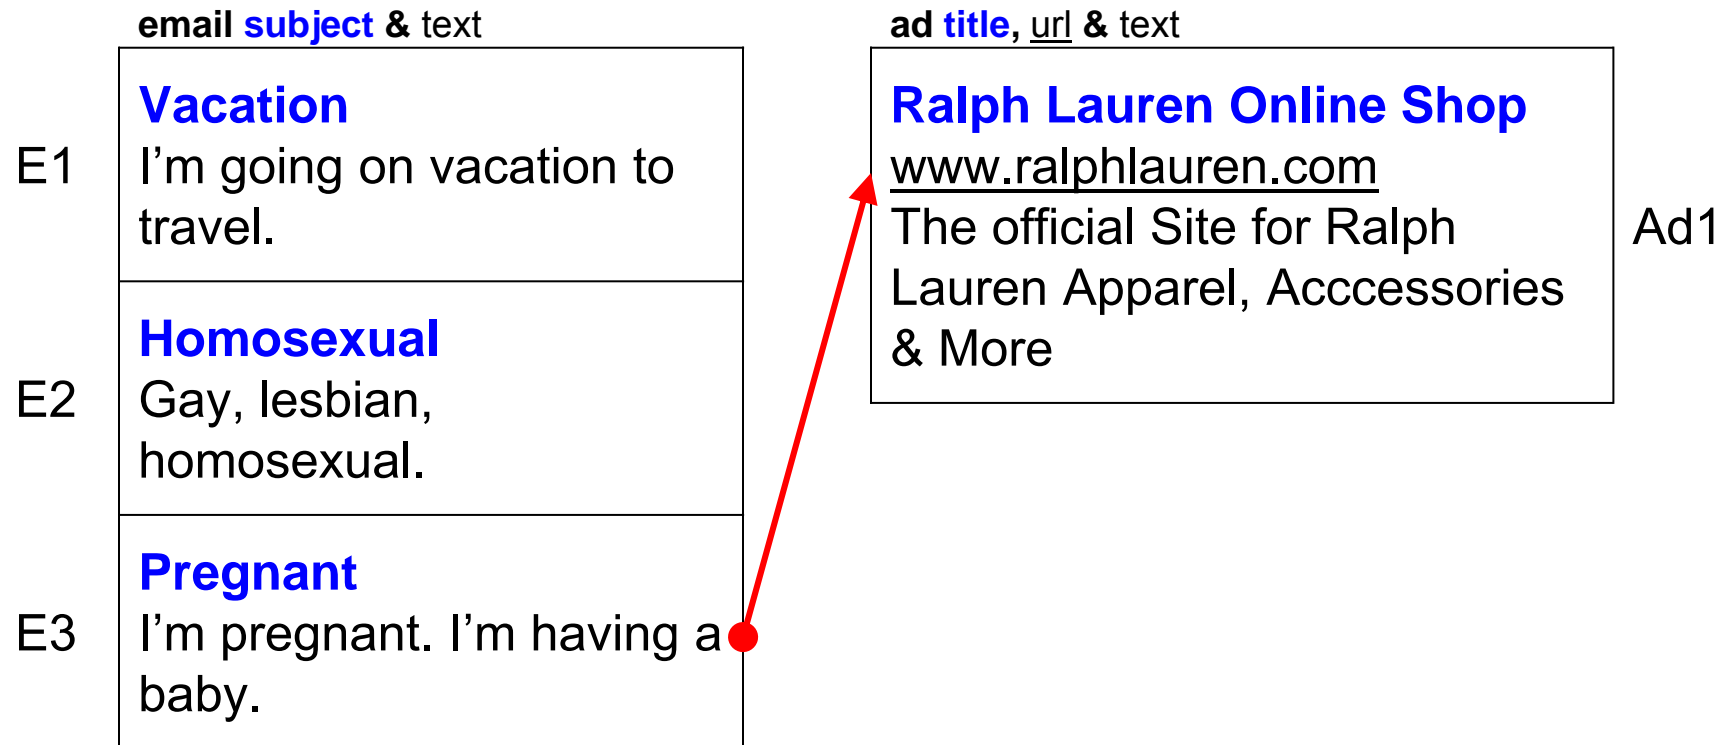 email subject & text
E1
Vacation
I’m going on vacation to
travel.
E2
Homosexual
Gay, lesbian,
homosexual.
E3
Pregnant
I’m pregnant. I’m having a
baby.
ad title, url & text
Ralph Lauren Online Shop
www.ralphlauren.com
The official Site for Ralph
Lauren Apparel, Acccessories
& More
Ad1